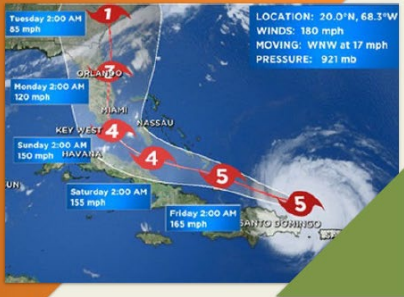 LOCATION: 20.0°N, 68.3°W
WINDS: 180 mph
MOVING: WNW at 17 mph
PRESSURE: 921 mb
1
Tuesday 2:00 AM
85 mph
ORLANDO
3
Monday 2:00 AM
120 mph
MIAMI
NASSAU
KEY WEST
4
Sunday 2:00 AM
150 mph
HAVANA
4
5
5
UN
Saturday 2:00 AM
155 mph
Friday 2:00 AM
165 mph
SANTO DOMINGO